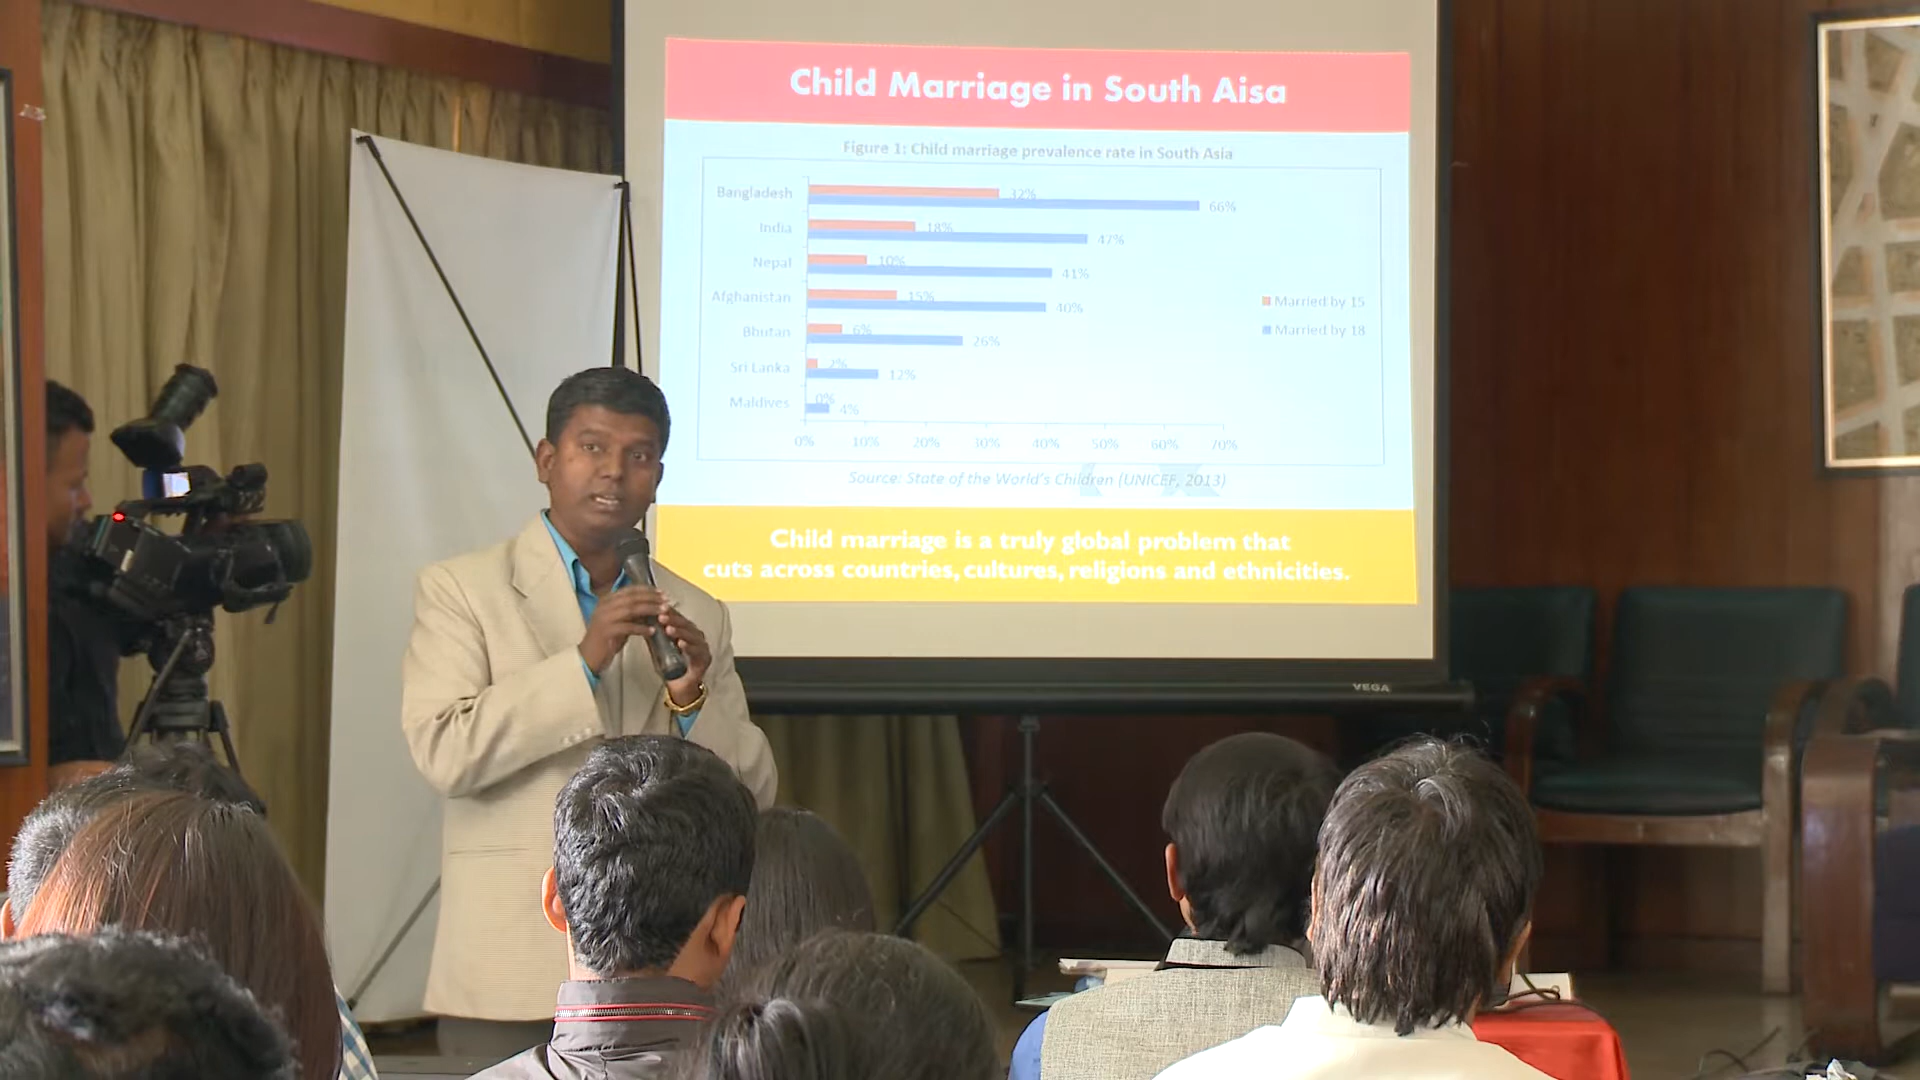 Child Marriage in South Aisa
Figure 1: Child marriage prevalence rate in South Asia
Bangladesh 32% 66%
India 18% 47%
Nepal 10% 41%
Afghanistan 15% 40%
Bhutan 6% 26%
Sri Lanka 2% 12%
Maldives 0% 4%
Married by 15
Married by 18
0% 10% 20% 30% 40% 50% 60% 70%
Source: State of the World's Children (UNICEF, 2013)
Child marriage is a truly global problem that
cuts across countries, cultures, religions and ethnicities.
VEGA